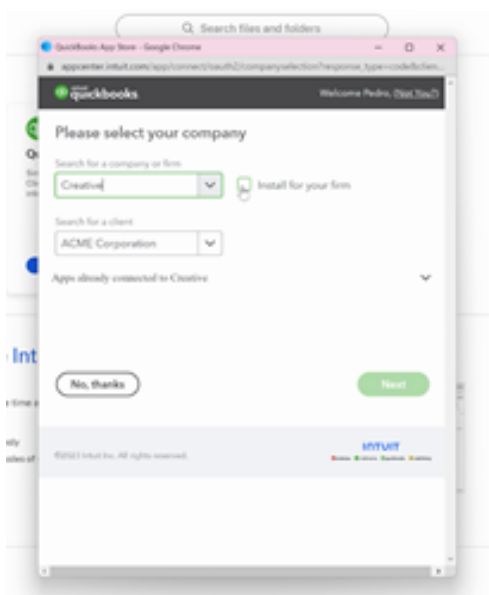 Search files and folders
QuickBooks App Store - Google Chrome
appcenter.intuit.com/app/connect/oauth2/companyselection?response_type=code&clien...
quickbooks
Welcome Pedro, (Not You?)
Please select your company
Search for a company or firm
Creative
Install for your firm
Search for a client
ACME Corporation
Apps already connected to Creative
Int
No, thanks
Next
e time a
Intuit Inc, All rights reserved.
INTUIT